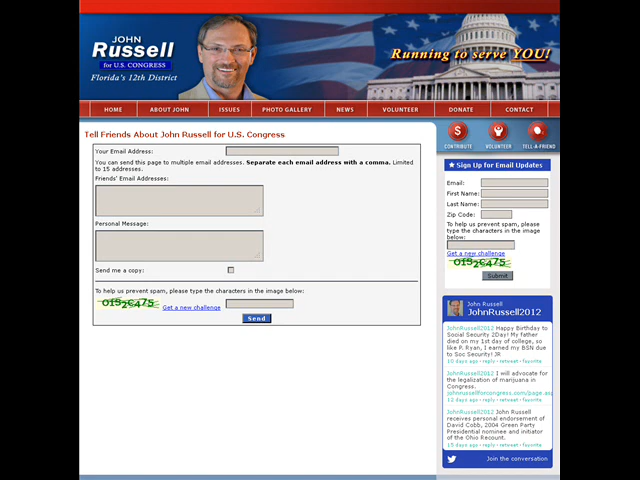 JOHN
Russell
for U.S. CONGRESS
Florida's 12th District
Running to serve YOU!
HOME
ABOUT JOHN
ISSUES
PHOTO GALLERY
NEWS
VOLUNTEER
DONATE
CONTACT
Tell Friends About John Russell for U.S. Congress
Your Email Address:
You can send this page to multiple email addresses. Separate each email address with a comma. Limited
to 15 addresses.
Friends' Email Addresses:
Personal Message:
Send me a copy:
To help us prevent spam, please type the characters in the image below:
Get a new challenge
Send
$
CONTRIBUTE
VOLUNTEER
TELL-A-FRIEND
Sign Up for Email Updates
Email:
First Name:
Last Name:
Zip Code:
To help us prevent spam, please
type the characters in the image
below:
Get a new challenge
Submit
John Russell
JohnRussell2012
JohnRussell2012 Happy Birthday to
Social Security 2Day! My father
died on my 1st day of college, so
like P. Ryan, I earned my BSN due
to Soc Security! JR
10 days ago · reply · retweet · favorite
JohnRussell2012 I will advocate for
the legalization of marijuana in
Congress.
johnrussellforcongress.com/page.asp
12 days ago · reply · retweet · favorite
JohnRussell2012 John Russell
receives personal endorsement of
David Cobb, 2004 Green Party
Presidential nominee and initiator
of the Ohio Recount.
15 days ago · reply · retweet · favorite
Join the conversation